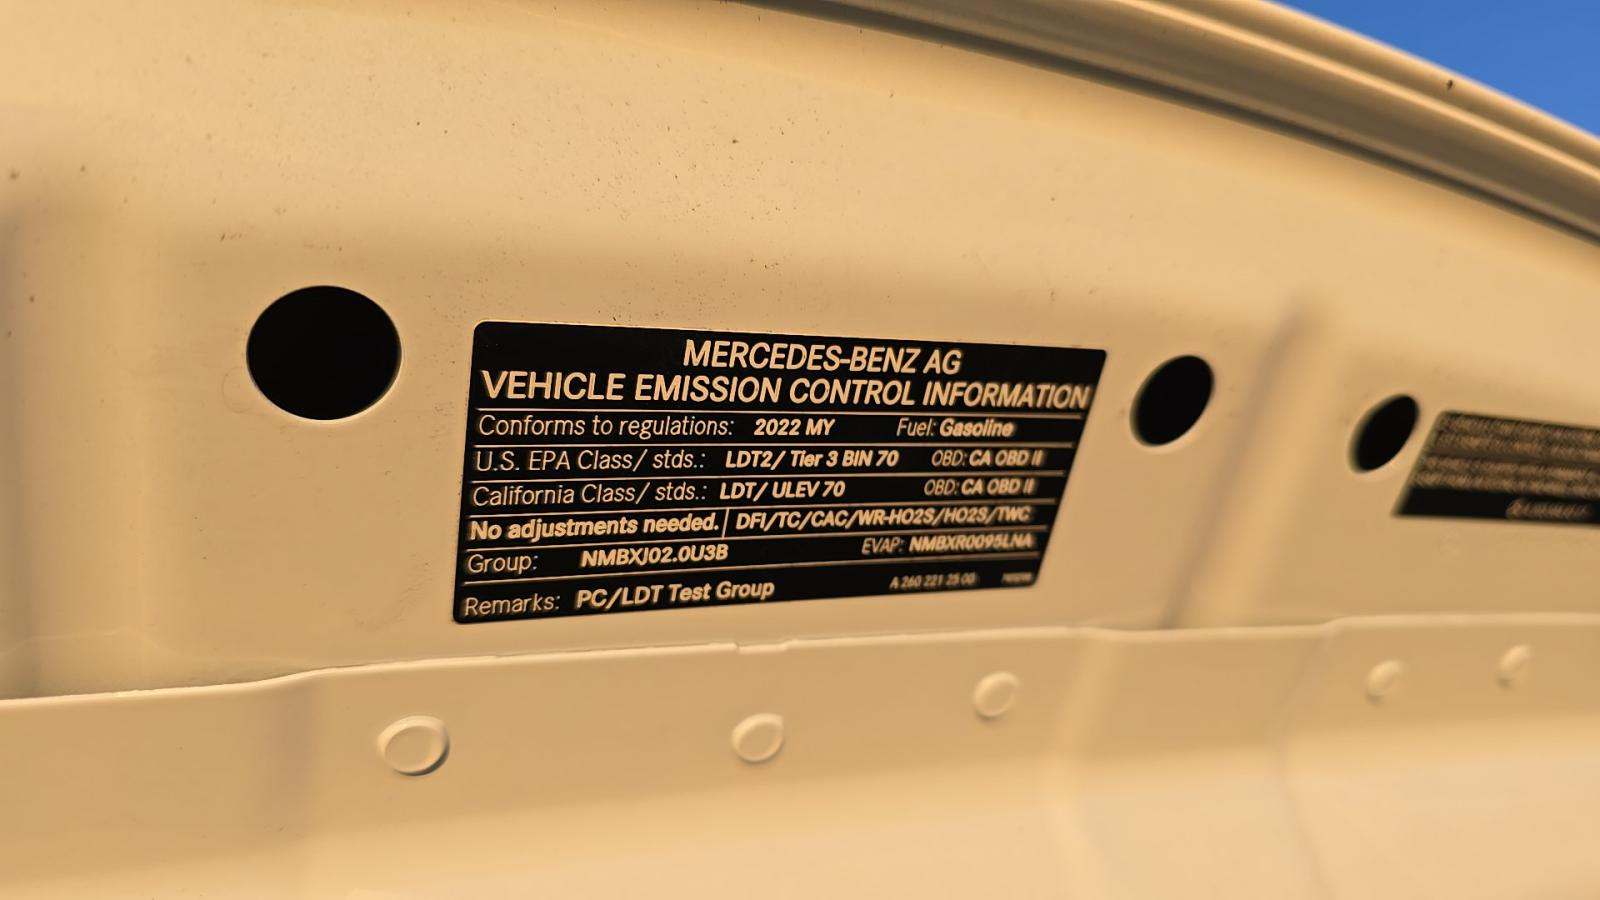 MERCEDES-BENZ AG
VEHICLE EMISSION CONTROL INFORMATION
Conforms to regulations: 2022 MY Fuel: Gasoline
U.S. EPA Class/ stds.: LDT2/ Tier 3 BIN 70 OBD: CA OBD II
California Class/ stds.: LDT/ ULEV 70 OBD: CA OBD II
No adjustments needed. DFI/TC/CAC/WR-HO2S/HO2S/TWC
Group: NMBXJ02.0U3B EVAP: NMBXR0095LNA
Remarks: PC/LDT Test Group A 260 221 25 00